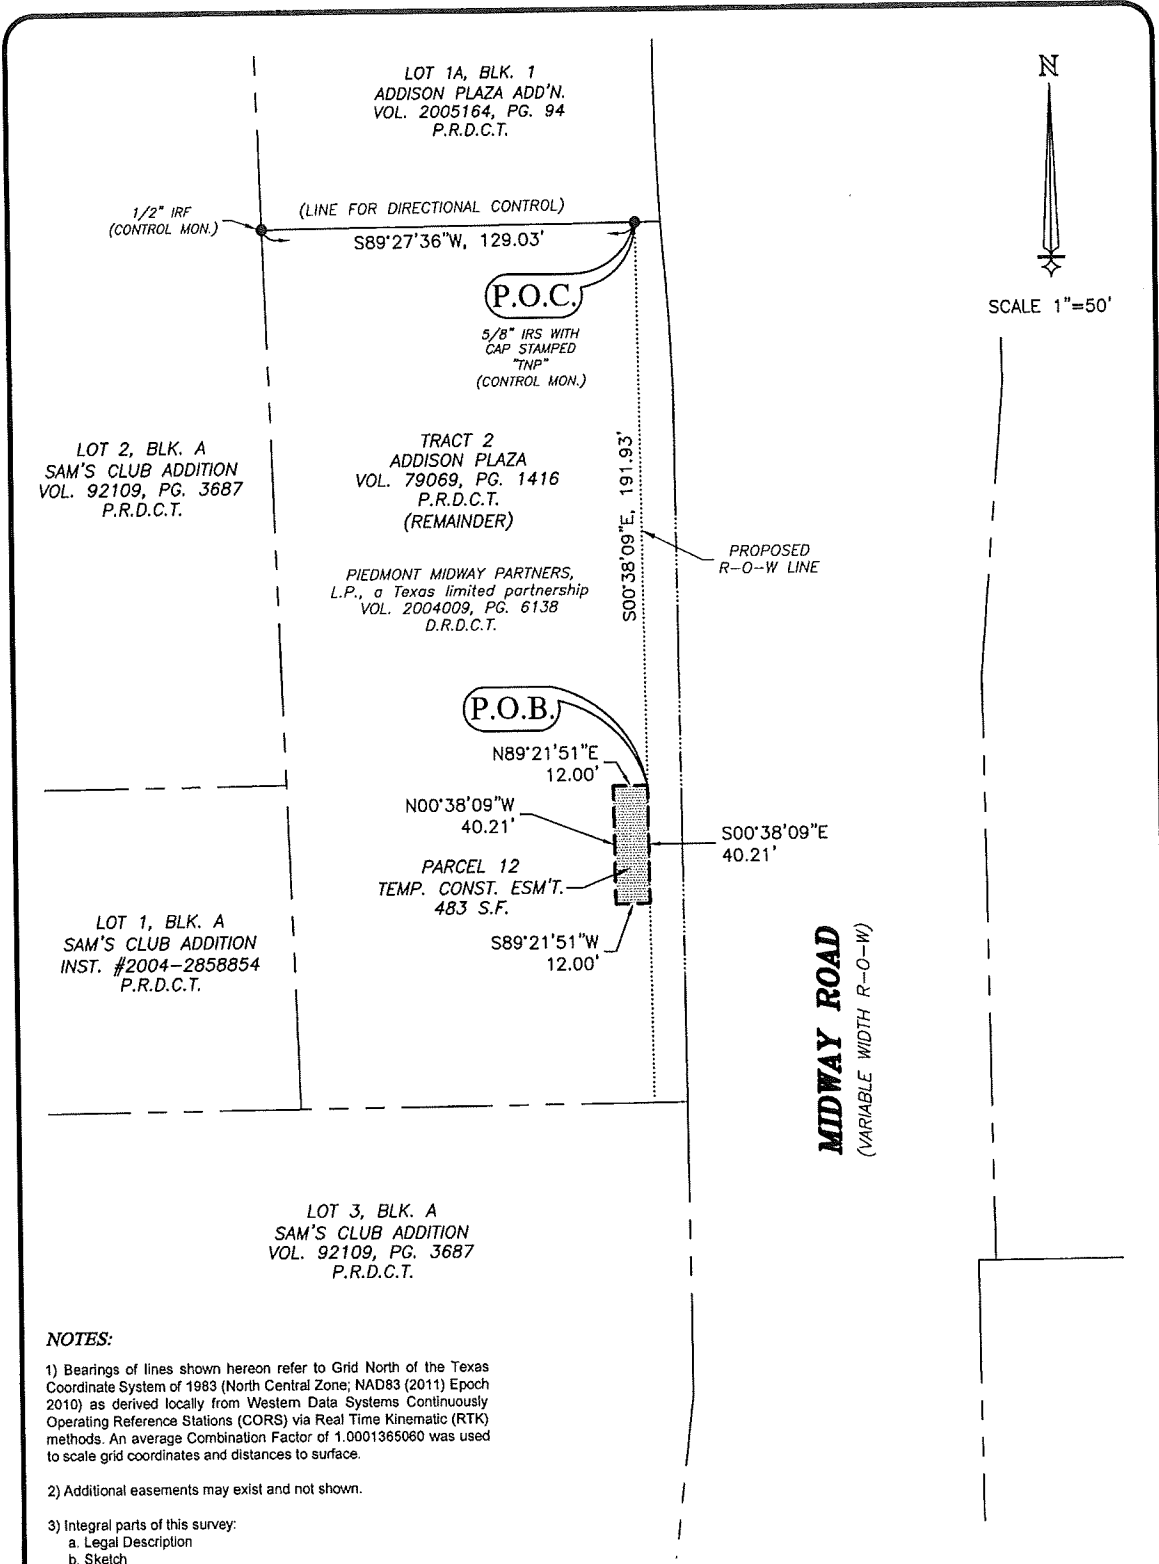 LOT 1A, BLK. 1
ADDISON PLAZA ADD'N.
VOL. 2005164, PG. 94
P.R.D.C.T.
N
SCALE 1"=50'
1/2" IRF
(CONTROL MON.)
(LINE FOR DIRECTIONAL CONTROL)
S89°27'36"W, 129.03'
P.O.C.
5/8" IRS WITH
CAP STAMPED
"TNP"
(CONTROL MON.)
LOT 2, BLK. A
SAM'S CLUB ADDITION
VOL. 92109, PG. 3687
P.R.D.C.T.
TRACT 2
ADDISON PLAZA
VOL. 79069, PG. 1416
P.R.D.C.T.
(REMAINDER)
S00°38'09"E, 191.93'
PROPOSED
R-O-W LINE
PIEDMONT MIDWAY PARTNERS,
L.P., a Texas limited partnership
VOL. 2004009, PG. 6138
D.R.D.C.T.
P.O.B.
N89°21'51"E
12.00'
N00°38'09"W
40.21'
S00°38'09"E
40.21'
PARCEL 12
TEMP. CONST. ESM'T.
483 S.F.
S89°21'51"W
12.00'
LOT 1, BLK. A
SAM'S CLUB ADDITION
INST. #2004-2858854
P.R.D.C.T.
MIDWAY ROAD
(VARIABLE WIDTH R-O-W)
LOT 3, BLK. A
SAM'S CLUB ADDITION
VOL. 92109, PG. 3687
P.R.D.C.T.
NOTES:
1) Bearings of lines shown hereon refer to Grid North of the Texas
Coordinate System of 1983 (North Central Zone; NAD83 (2011) Epoch
2010) as derived locally from Western Data Systems Continuously
Operating Reference Stations (CORS) via Real Time Kinematic (RTK)
methods. An average Combination Factor of 1.0001365060 was used
to scale grid coordinates and distances to surface.
2) Additional easements may exist and not shown.
3) Integral parts of this survey:
a. Legal Description
b. Sketch